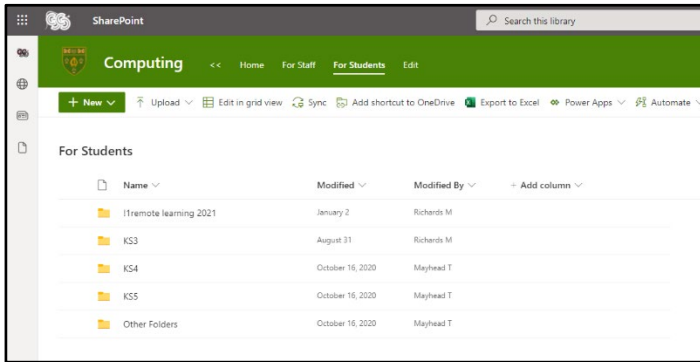 SharePoint Search this library
Computing << Home For Staff For Students Edit
+ New Upload Edit in grid view Sync Add shortcut to OneDrive Export to Excel Power Apps Automate
For Students
Name Modified Modified By + Add column
!1remote learning 2021 January 2 Richards M
KS3 August 31 Richards M
KS4 October 16, 2020 Mayhead T
KS5 October 16, 2020 Mayhead T
Other Folders October 16, 2020 Mayhead T